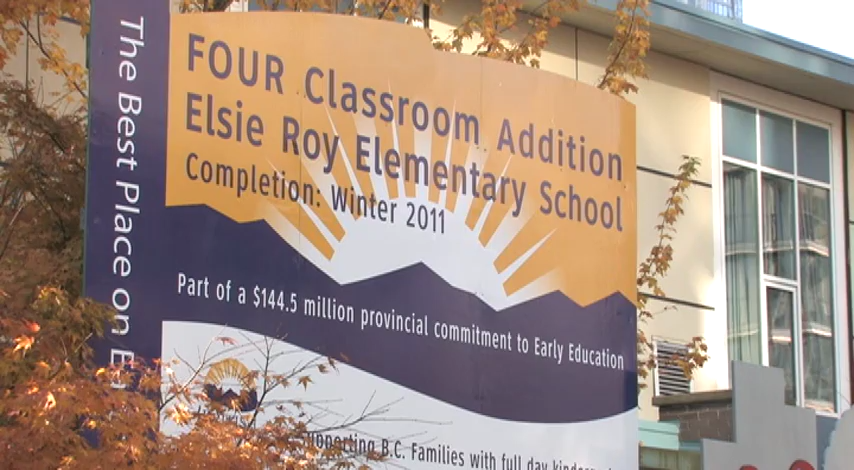 The Best Place on
FOUR Classroom Addition
Elsie Roy Elementary School
Completion: Winter 2011
Part of a $144.5 million provincial commitment to Early Education
B.C. Families with full day